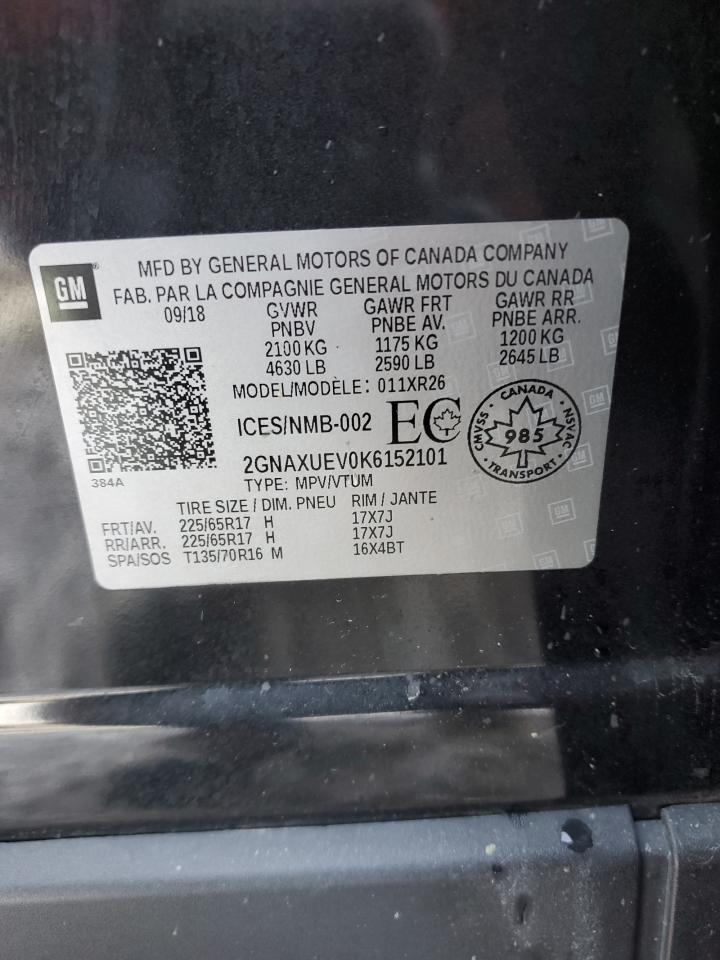 GM
MFD BY GENERAL MOTORS OF CANADA COMPANY
FAB. PAR LA COMPAGNIE GENERAL MOTORS DU CANADA
09/18 GVWR GAWR FRT GAWR RR
PNBV PNBE AV. PNBE ARR.
2100 KG 1175 KG 1200 KG
4630 LB 2590 LB 2645 LB
MODEL/MODÈLE: 011XR26
ICES/NMB-002 EC
CANADA
CMVSS · NSVAC
985
TRANSPORT
2GNAXUEV0K6152101
384A
TYPE: MPV/VTUM
TIRE SIZE / DIM. PNEU RIM / JANTE
FRT/AV. 225/65R17 H 17X7J
RR/ARR. 225/65R17 H 17X7J
SPA/SOS T135/70R16 M 16X4BT